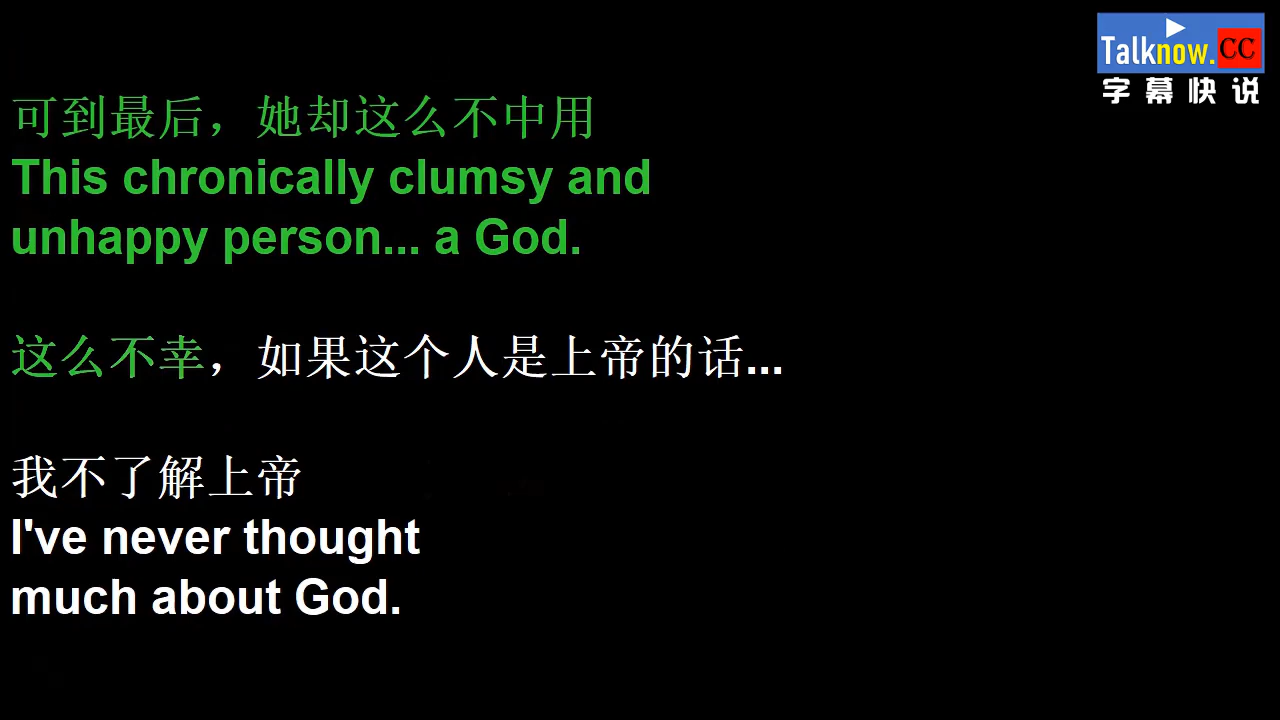 Talknow.CC
字幕快说
可到最后，她却这么不中用
This chronically clumsy and
unhappy person... a God.
这么不幸，如果这个人是上帝的话...
我不了解上帝
I've never thought
much about God.